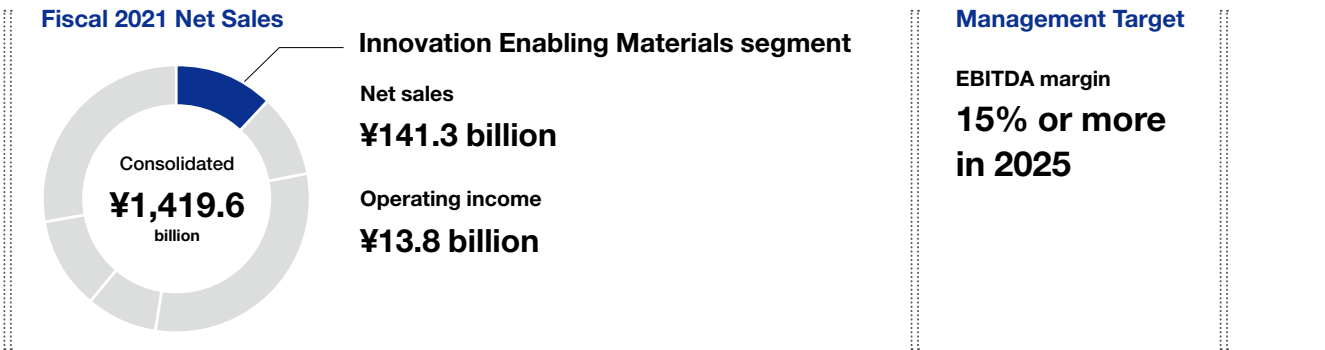 Fiscal 2021 Net Sales
Consolidated
¥1,419.6
billion
Innovation Enabling Materials segment
Net sales
¥141.3 billion
Operating income
¥13.8 billion
Management Target
EBITDA margin
15% or more
in 2025